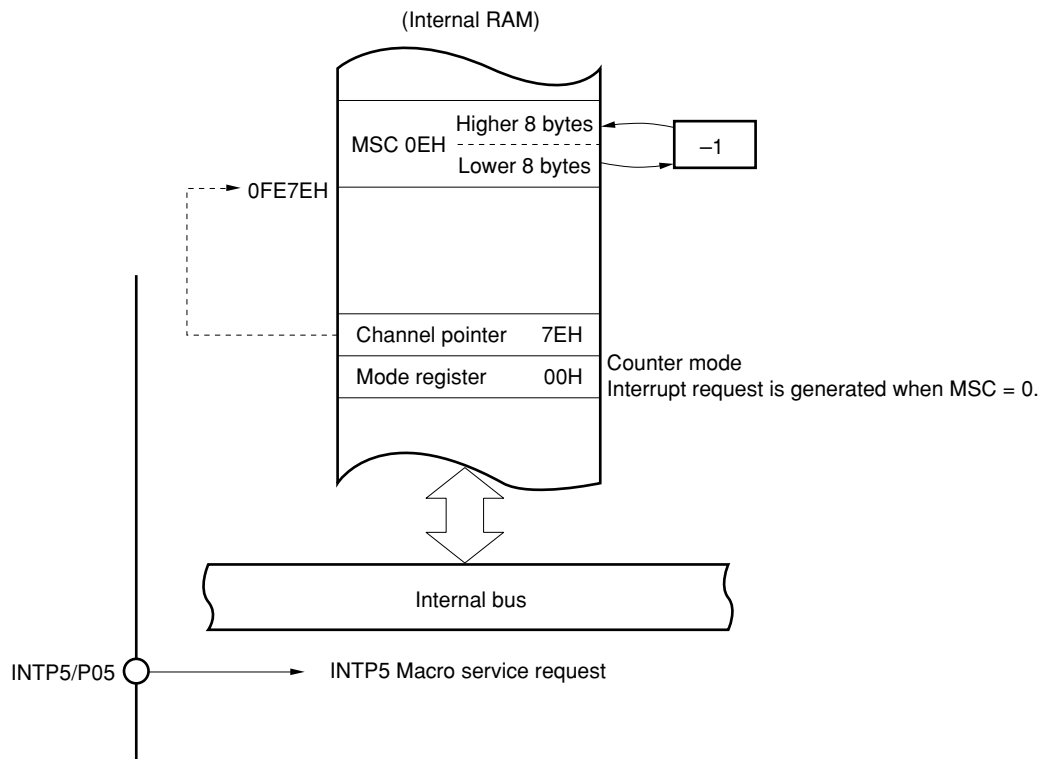 (Internal RAM)
Higher 8 bytes
MSC 0EH
–1
Lower 8 bytes
0FE7EH
Channel pointer 7EH
Mode register 00H
Counter mode
Interrupt request is generated when MSC = 0.
Internal bus
INTP5/P05
INTP5 Macro service request